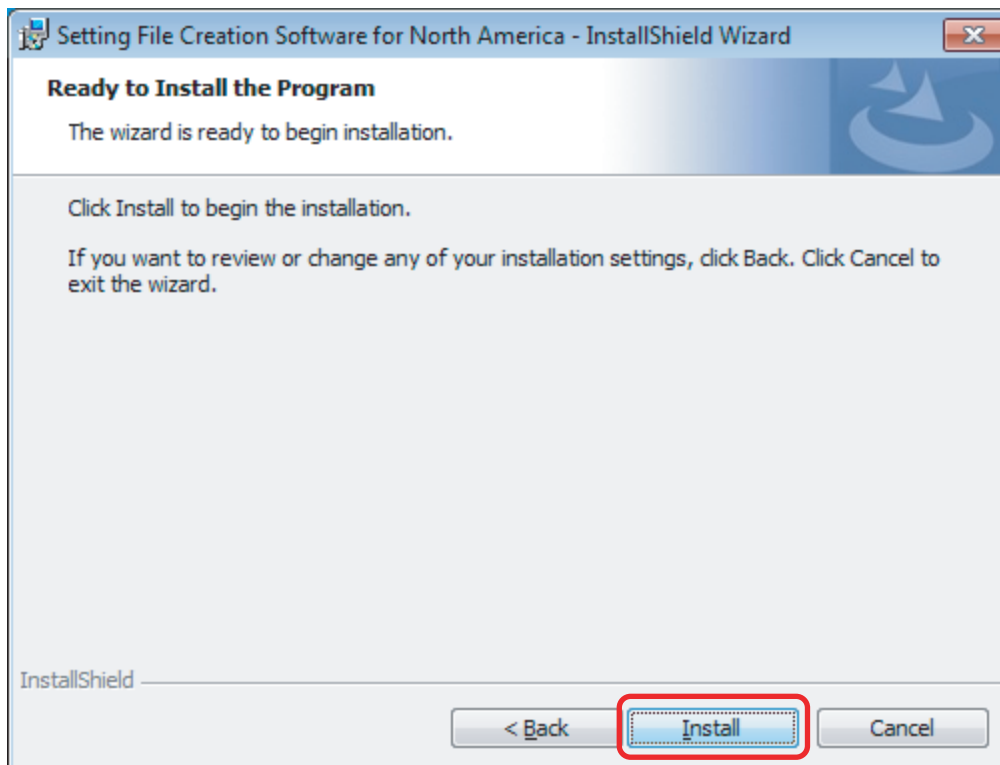 Setting File Creation Software for North America - InstallShield Wizard
Ready to Install the Program
The wizard is ready to begin installation.
Click Install to begin the installation.
If you want to review or change any of your installation settings, click Back. Click Cancel to
exit the wizard.
InstallShield
< Back
Install
Cancel